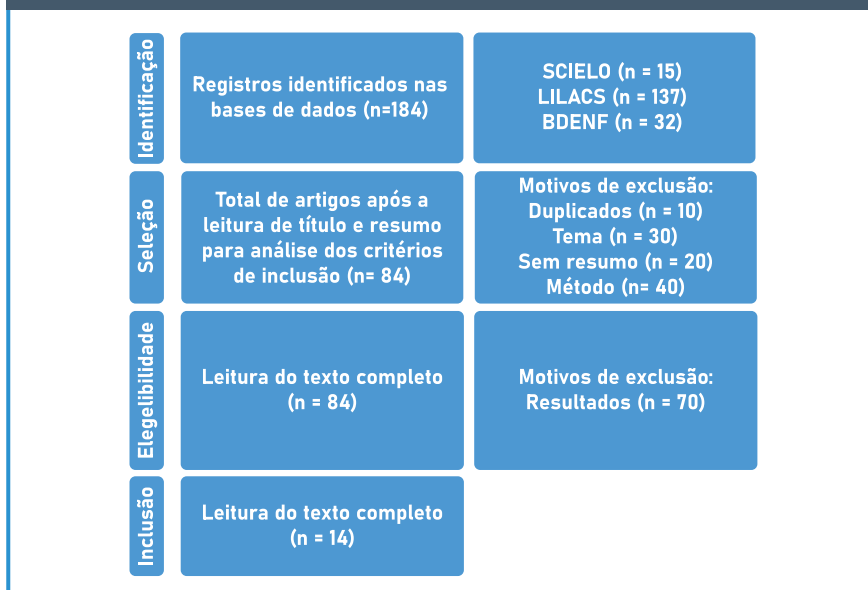 Identificação
Registros identificados nas
bases de dados (n=184)
SCIELO (n = 15)
LILACS (n = 137)
BDENF (n = 32)
Seleção
Total de artigos após a
leitura de título e resumo
para análise dos critérios
de inclusão (n= 84)
Motivos de exclusão:
Duplicados (n = 10)
Tema (n = 30)
Sem resumo (n = 20)
Método (n= 40)
Elegelibilidade
Leitura do texto completo
(n = 84)
Motivos de exclusão:
Resultados (n = 70)
Inclusão
Leitura do texto completo
(n = 14)